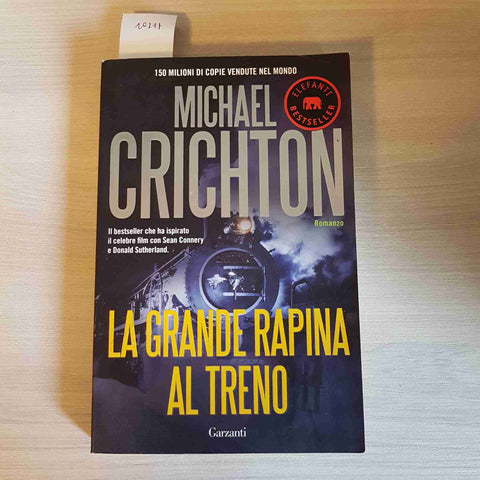 150 MILIONI DI COPIE VENDUTE NEL MONDO
MICHAEL
CRICHTON
ELEFANTI
BESTSELLER
Romanzo
Il bestseller che ha ispirato
il celebre film con Sean Connery
e Donald Sutherland.
LA GRANDE RAPINA
AL TRENO
Garzanti